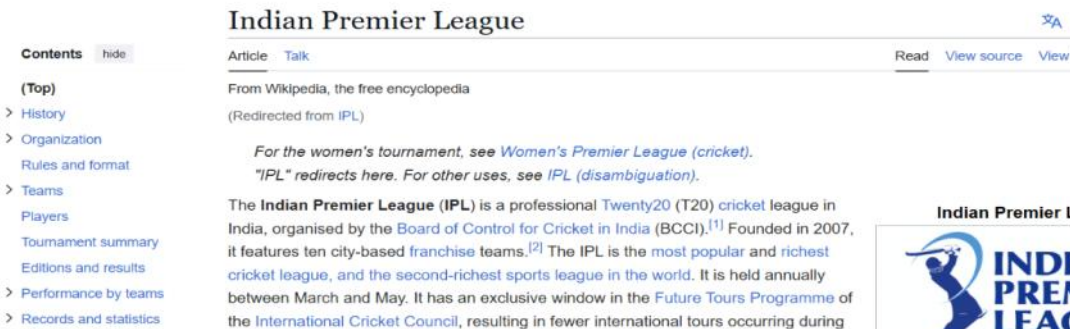 Indian Premier League
Contents hide
Article Talk
Read View source View
(Top)
From Wikipedia, the free encyclopedia
History
(Redirected from IPL)
Organization
For the women's tournament, see Women's Premier League (cricket).
Rules and format
"IPL" redirects here. For other uses, see IPL (disambiguation).
Teams
The Indian Premier League (IPL) is a professional Twenty20 (T20) cricket league in
Players
India, organised by the Board of Control for Cricket in India (BCCI).[1] Founded in 2007,
Tournament summary
it features ten city-based franchise teams.[2] The IPL is the most popular and richest
Editions and results
cricket league, and the second-richest sports league in the world. It is held annually
Performance by teams
between March and May. It has an exclusive window in the Future Tours Programme of
Records and statistics
the International Cricket Council, resulting in fewer international tours occurring during
Indian Premier L
INDI
PREM
LEAG